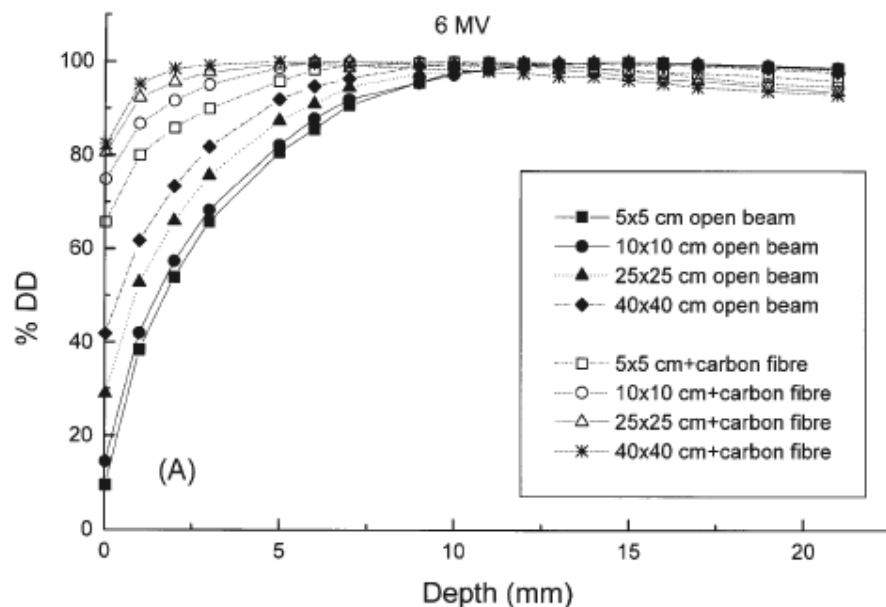 6 MV
100
80
60
40
20
0
% DD
(A)
5x5 cm open beam
10x10 cm open beam
25x25 cm open beam
40x40 cm open beam
5x5 cm+carbon fibre
10x10 cm+carbon fibre
25x25 cm+carbon fibre
40x40 cm+carbon fibre
0 5 10 15 20
Depth (mm)